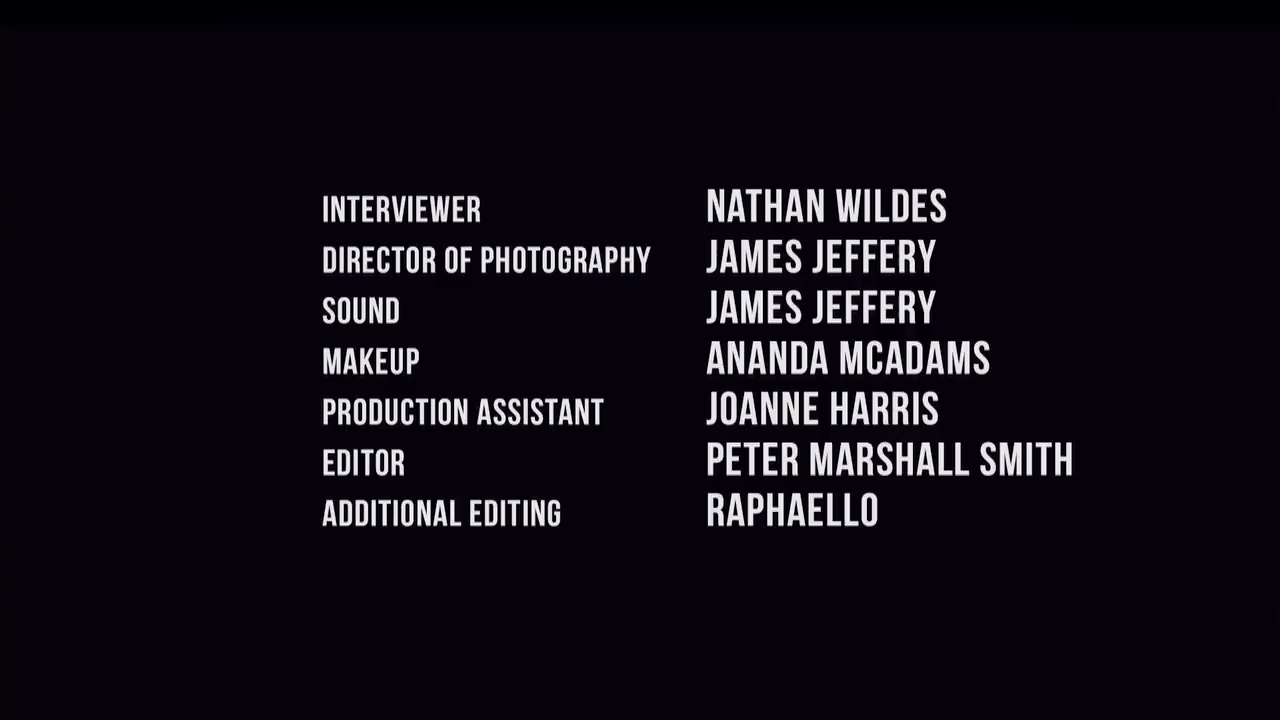 INTERVIEWER NATHAN WILDES
DIRECTOR OF PHOTOGRAPHY JAMES JEFFERY
SOUND JAMES JEFFERY
MAKEUP ANANDA MCADAMS
PRODUCTION ASSISTANT JOANNE HARRIS
EDITOR PETER MARSHALL SMITH
ADDITIONAL EDITING RAPHAELLO